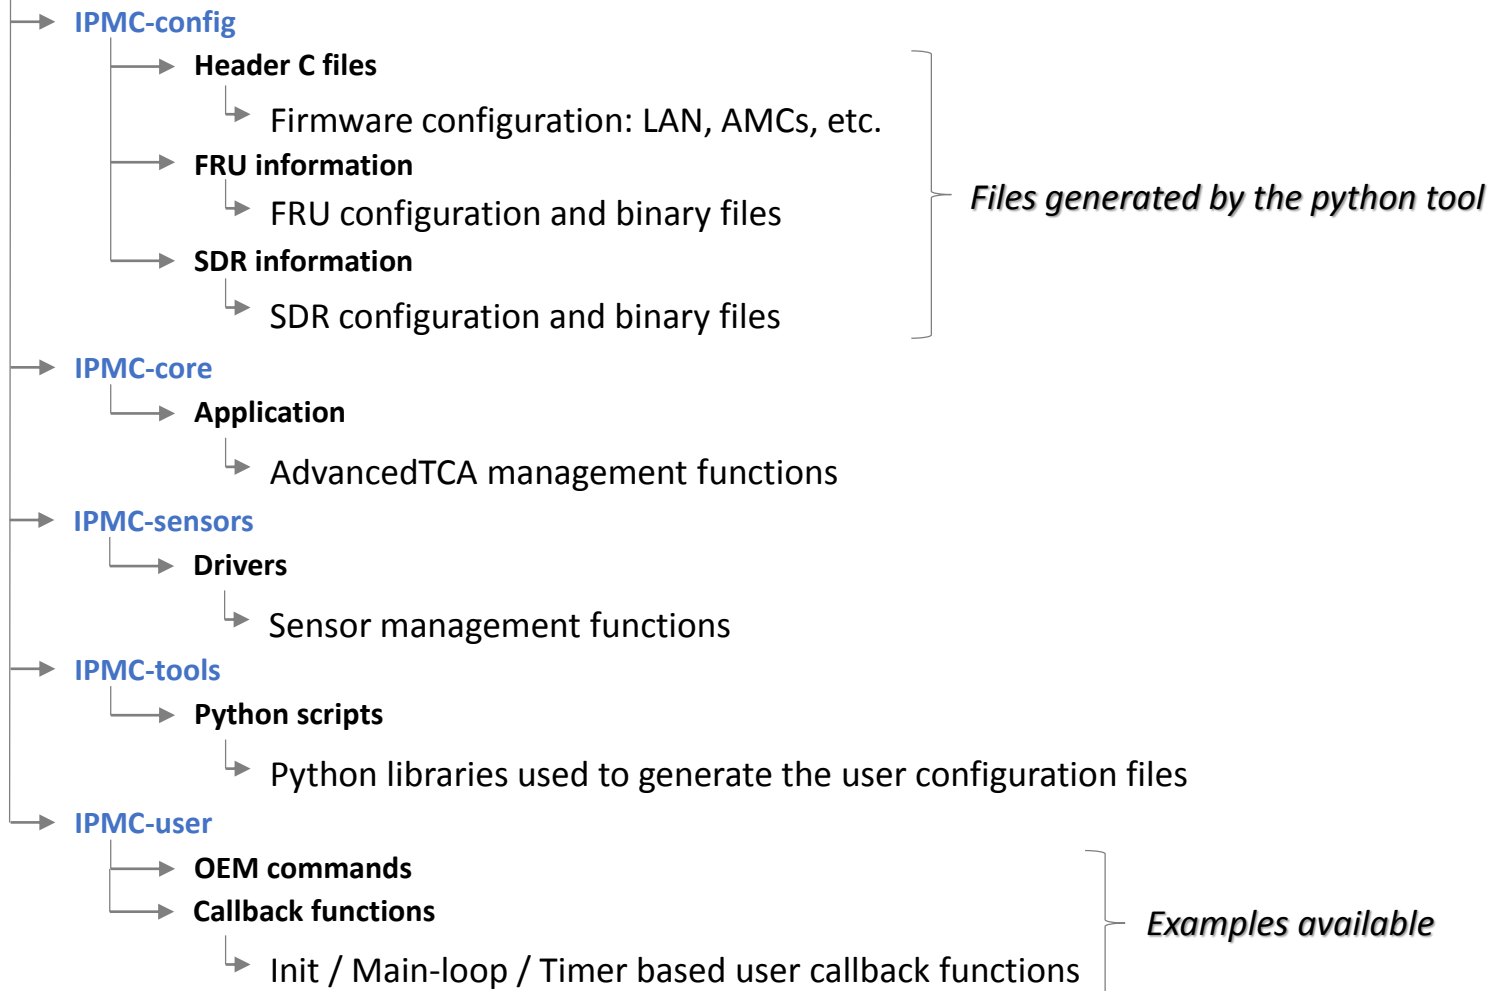 IPMC-config
Header C files
Firmware configuration: LAN, AMCs, etc.
FRU information
FRU configuration and binary files
Files generated by the python tool
SDR information
SDR configuration and binary files
IPMC-core
Application
AdvancedTCA management functions
IPMC-sensors
Drivers
Sensor management functions
IPMC-tools
Python scripts
Python libraries used to generate the user configuration files
IPMC-user
OEM commands
Callback functions
Examples available
Init / Main-loop / Timer based user callback functions